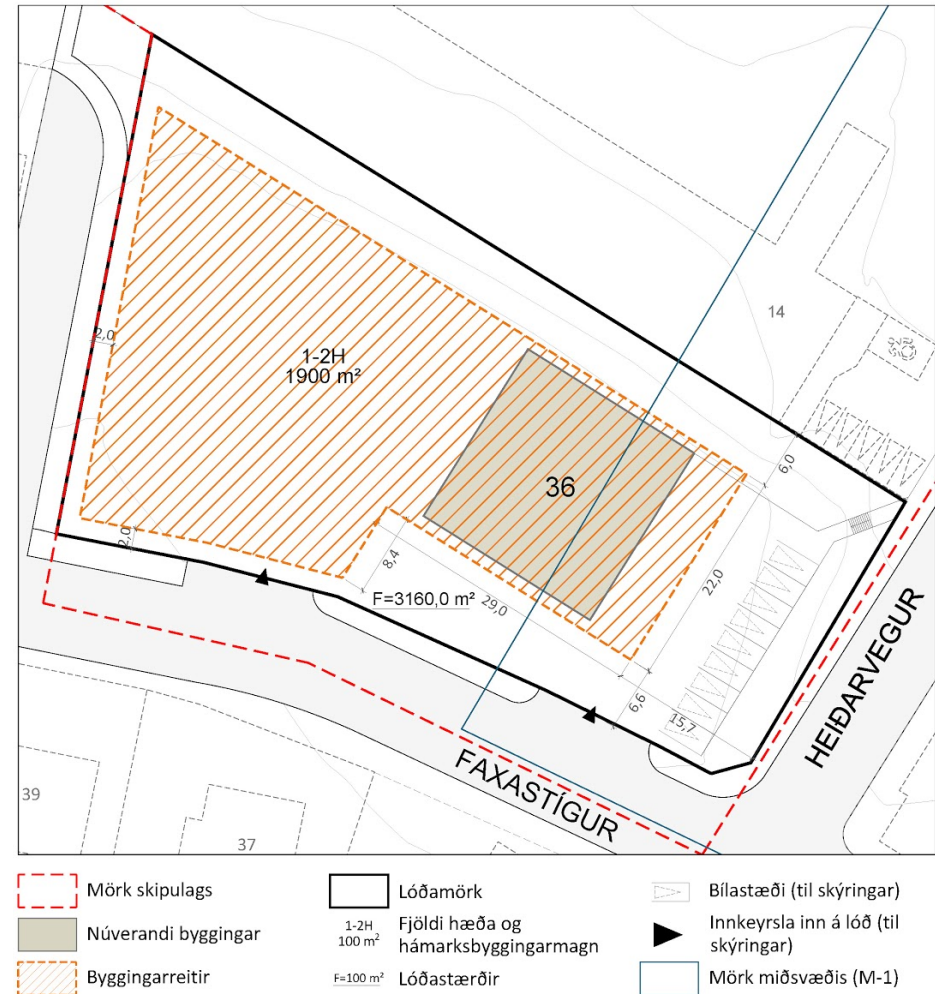 14
2,0
1-2H
1900 m²
6,0
36
2,0
8,4
22,0
F=3160,0 m²
29,0
6,6
15,7
HEIÐARVEGUR
FAXASTÍGUR
39
37
Mörk skipulags
Núverandi byggingar
Byggingarreitir
Lóðamörk
1-2H
100 m²
Fjöldi hæða og
hámarksbyggingarmagn
F=100 m²
Lóðastærðir
Bílastæði (til skýringar)
Innkeyrsla inn á lóð (til
skýringar)
Mörk miðsvæðis (M-1)